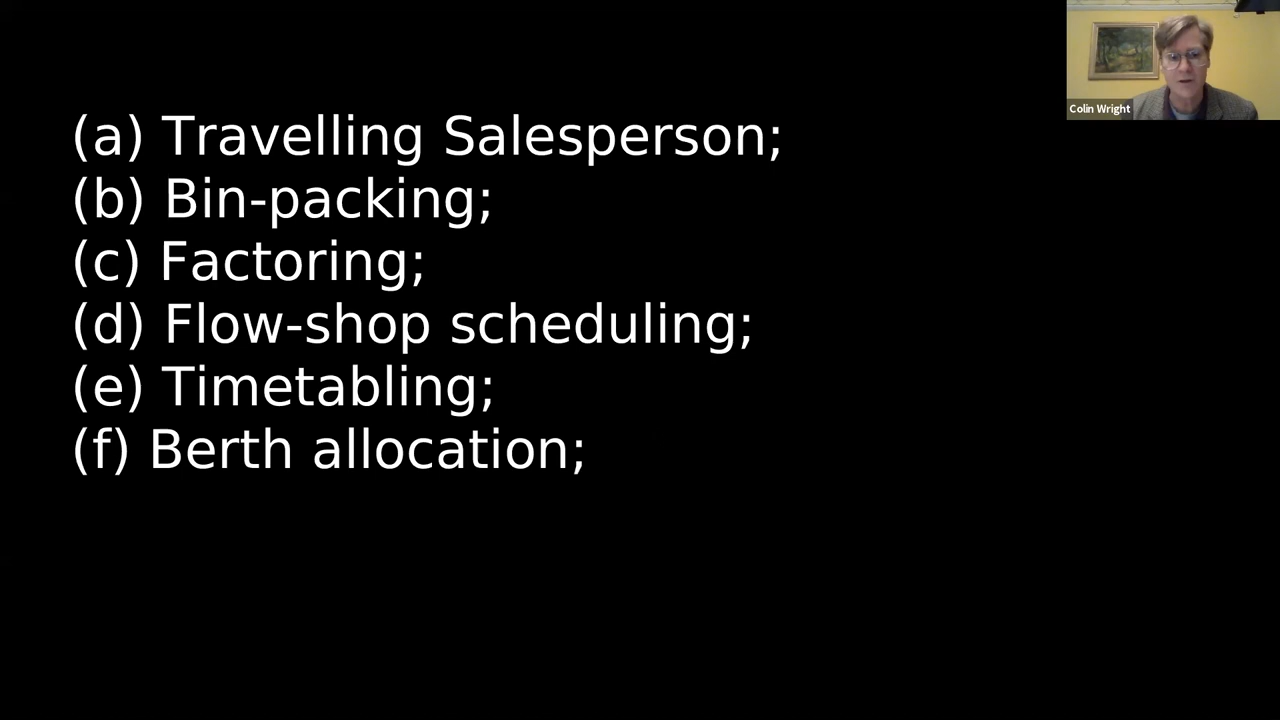 (a) Travelling Salesperson;
(b) Bin-packing;
(c) Factoring;
(d) Flow-shop scheduling;
(e) Timetabling;
(f) Berth allocation;
Colin Wright